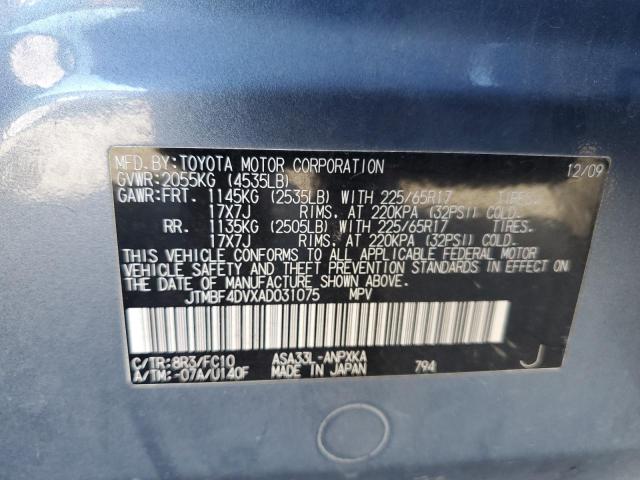 MFD.BY:TOYOTA MOTOR CORPORATION 12/09
GVWR:2055KG (4535LB)
GAWR:FRT. 1145KG (2535LB) WITH 225/65R17 TIRES,
17X7J RIMS, AT 220KPA (32PSI) COLD.
RR. 1135KG (2505LB) WITH 225/65R17 TIRES,
17X7J RIMS, AT 220KPA (32PSI) COLD.
THIS VEHICLE CONFORMS TO ALL APPLICABLE FEDERAL MOTOR
VEHICLE SAFETY AND THEFT PREVENTION STANDARDS IN EFFECT ON
THE DATE OF MANUFACTURE SHOWN ABOVE.
JTMBF4DVXAD031075 MPV
C/TR:8R3/FC10 ASA33L-ANPXKA J
A/TM:-07A/U140F MADE IN JAPAN 794